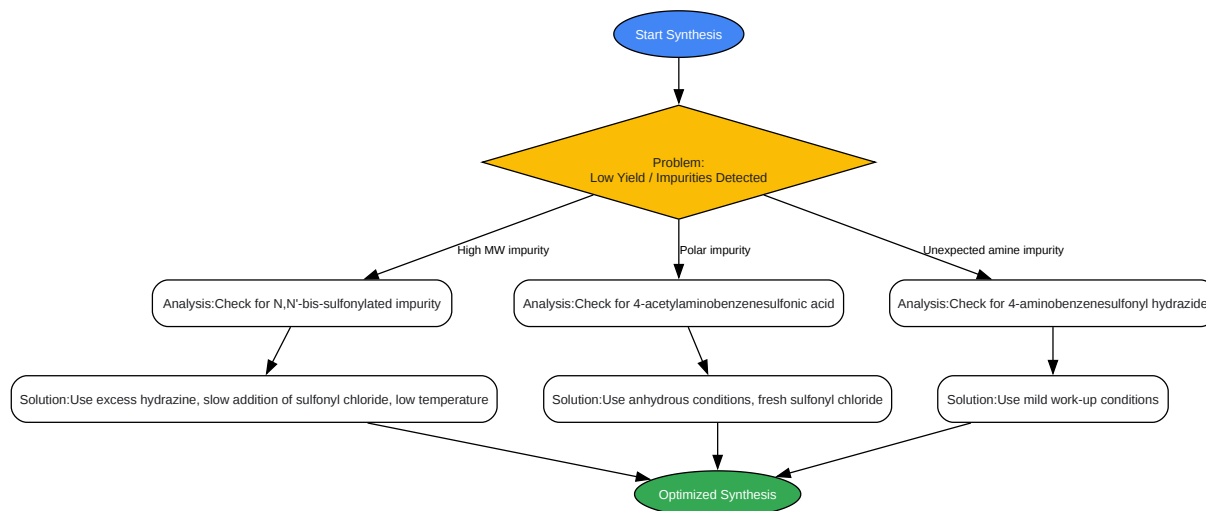 Start Synthesis
Problem:
Low Yield / Impurities Detected
High MW impurity
Polar impurity
Unexpected amine impurity
Analysis:Check for N,N'-bis-sulfonylated impurity
Analysis:Check for 4-acetylaminobenzenesulfonic acid
Analysis:Check for 4-aminobenzenesulfonyl hydrazide
Solution:Use excess hydrazine, slow addition of sulfonyl chloride, low temperature
Solution:Use anhydrous conditions, fresh sulfonyl chloride
Solution:Use mild work-up conditions
Optimized Synthesis